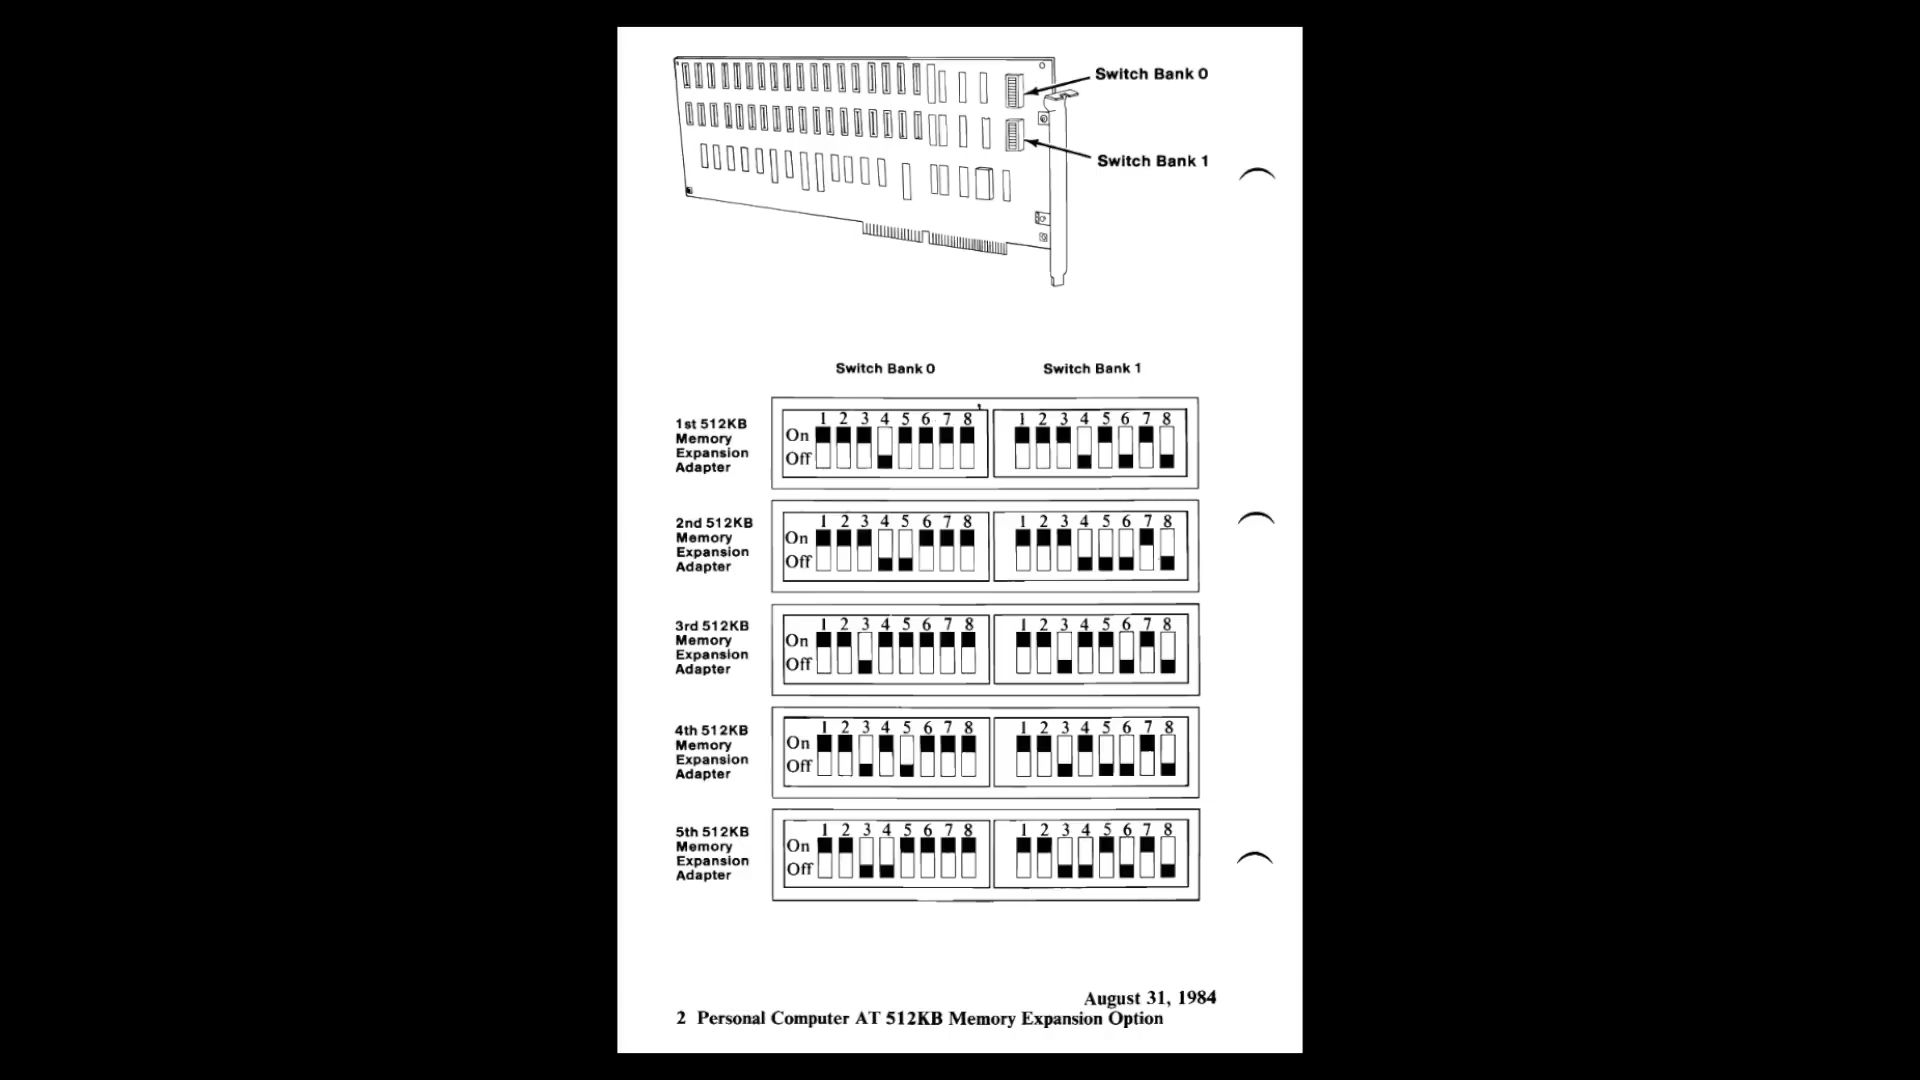 Switch Bank 0
Switch Bank 1
Switch Bank 0 Switch Bank 1
1st 512KB
Memory
Expansion
Adapter
1 2 3 4 5 6 7 8 1 2 3 4 5 6 7 8
On
Off
2nd 512KB
Memory
Expansion
Adapter
1 2 3 4 5 6 7 8 1 2 3 4 5 6 7 8
On
Off
3rd 512KB
Memory
Expansion
Adapter
1 2 3 4 5 6 7 8 1 2 3 4 5 6 7 8
On
Off
4th 512KB
Memory
Expansion
Adapter
1 2 3 4 5 6 7 8 1 2 3 4 5 6 7 8
On
Off
5th 512KB
Memory
Expansion
Adapter
1 2 3 4 5 6 7 8 1 2 3 4 5 6 7 8
On
Off
August 31, 1984
2 Personal Computer AT 512KB Memory Expansion Option